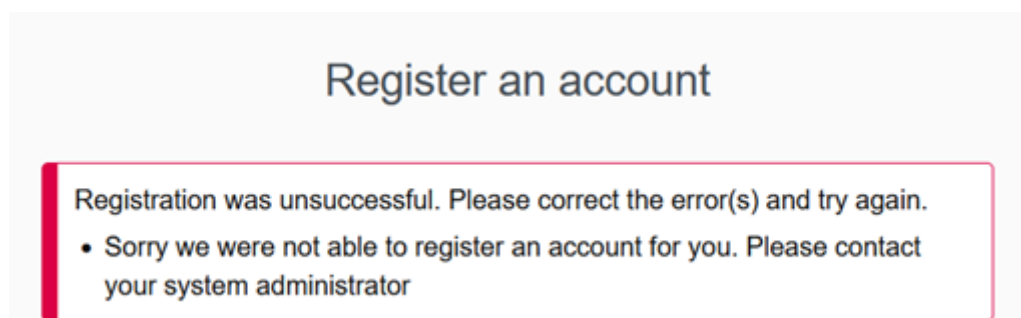 Register an account
Registration was unsuccessful. Please correct the error(s) and try again.
• Sorry we were not able to register an account for you. Please contact
your system administrator